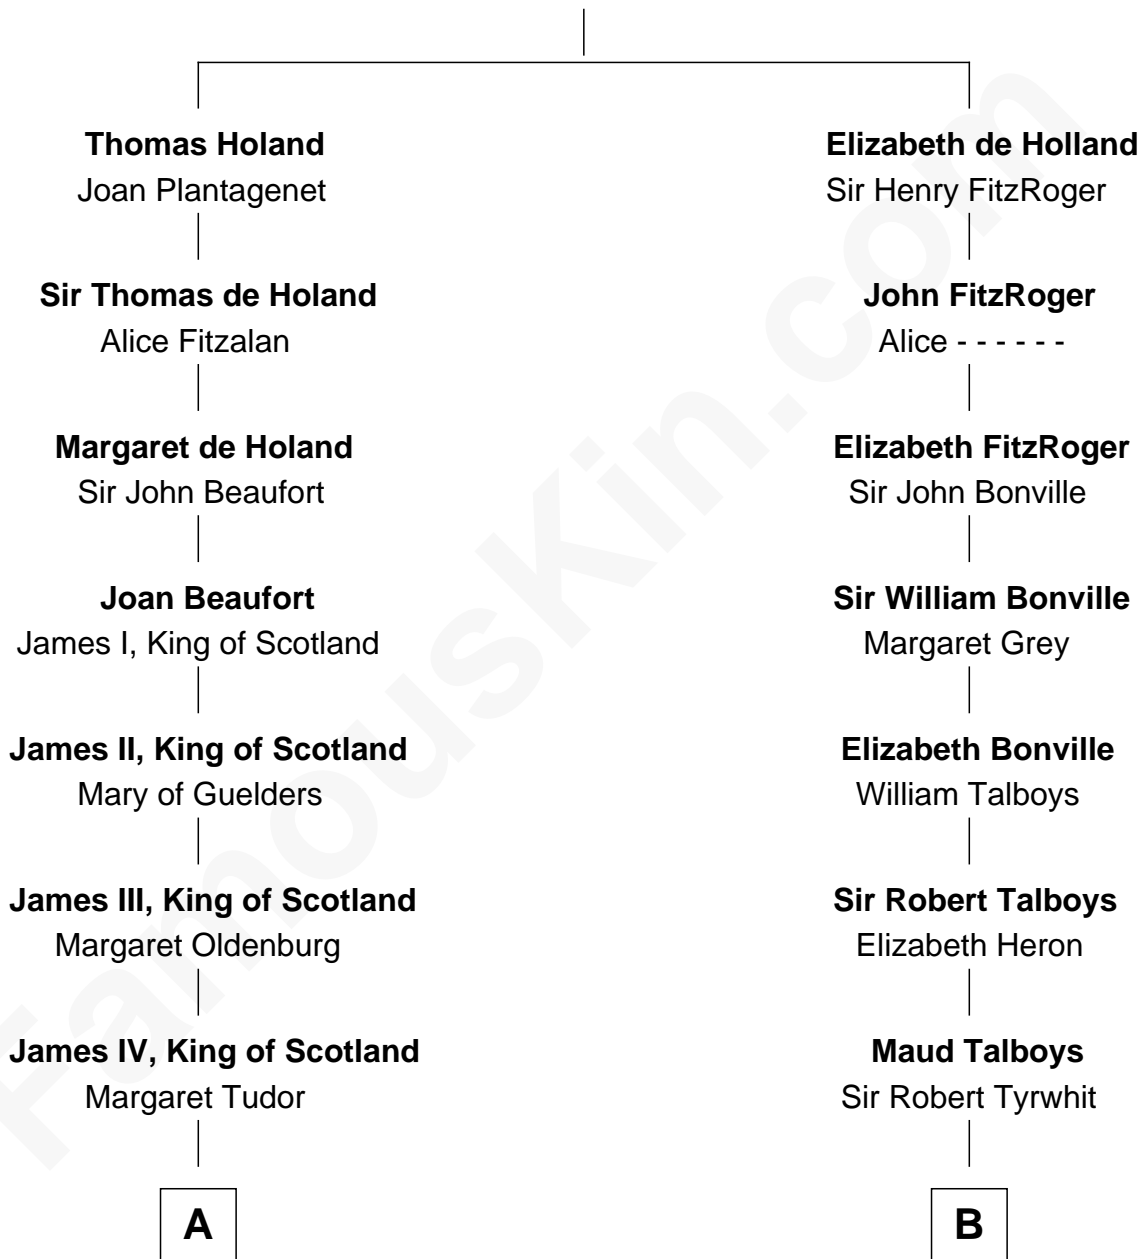 Thomas Holand
Joan Plantagenet
Elizabeth de Holland
Sir Henry FitzRoger
Sir Thomas de Holand
Alice Fitzalan
John FitzRoger
Alice - - - - - -
Margaret de Holand
Sir John Beaufort
Elizabeth FitzRoger
Sir John Bonville
Joan Beaufort
James I, King of Scotland
Sir William Bonville
Margaret Grey
James II, King of Scotland
Mary of Guelders
Elizabeth Bonville
William Talboys
James III, King of Scotland
Margaret Oldenburg
Sir Robert Talboys
Elizabeth Heron
James IV, King of Scotland
Margaret Tudor
Maud Talboys
Sir Robert Tyrwhit
A
B
FamousKin.com